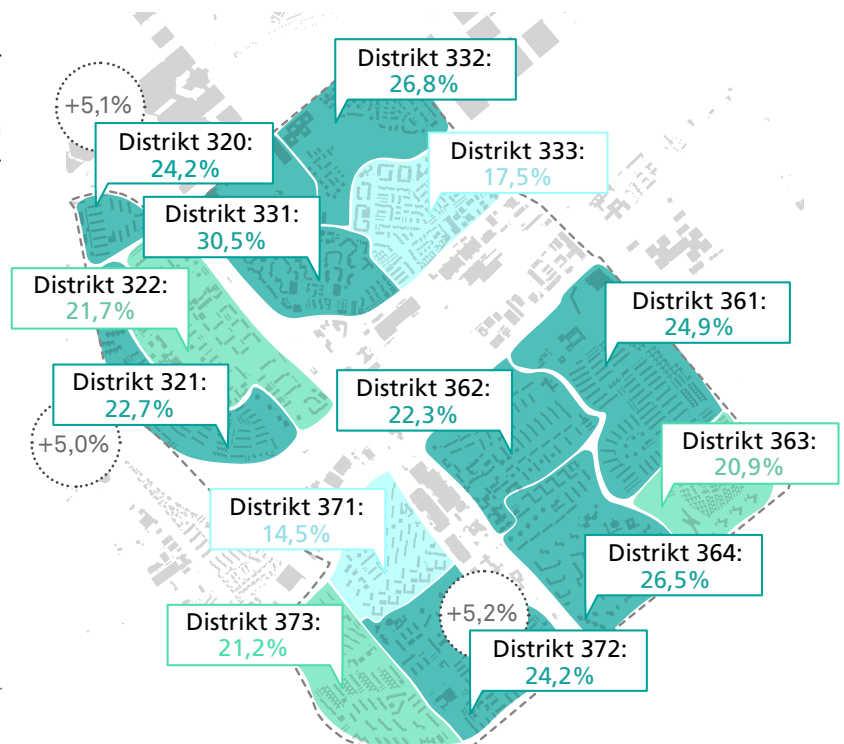 Distrikt 332:
26,8%
+5,1%
Distrikt 320:
24,2%
Distrikt 333:
17,5%
Distrikt 331:
30,5%
Distrikt 322:
21,7%
Distrikt 361:
24,9%
Distrikt 321:
22,7%
Distrikt 362:
22,3%
+5,0%
Distrikt 363:
20,9%
Distrikt 371:
14,5%
Distrikt 364:
26,5%
+5,2%
Distrikt 373:
21,2%
Distrikt 372:
24,2%